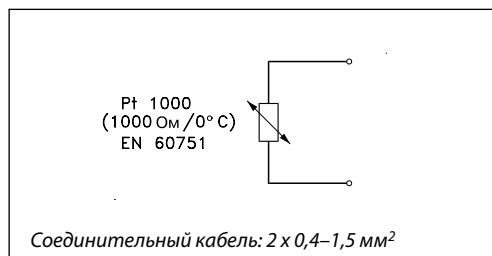 Pt 1000
(1000 Ом/0° C)
EN 60751
Соединительный кабель: 2 x 0,4–1,5 мм²